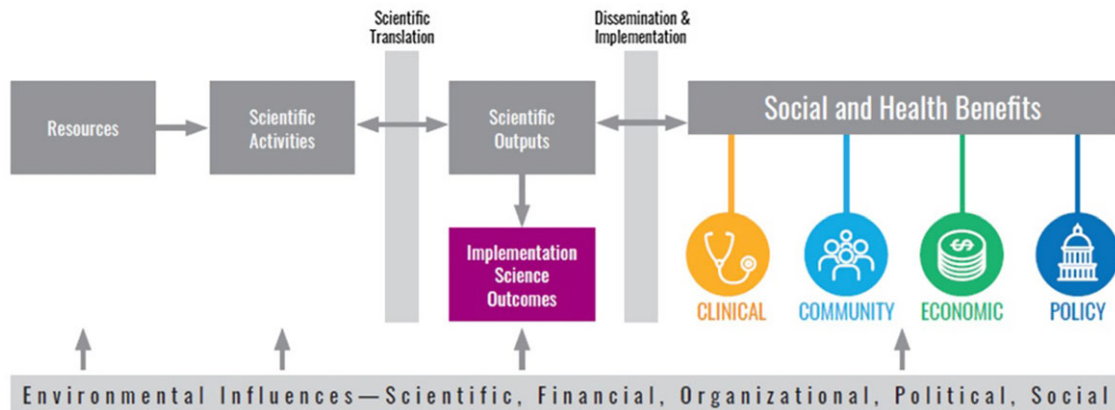 Scientific
Translation
Dissemination &
Implementation
Resources
Scientific
Activities
Scientific
Outputs
Social and Health Benefits
Implementation
Science
Outcomes
CLINICAL
COMMUNITY
ECONOMIC
POLICY
Environmental Influences—Scientific, Financial, Organizational, Political, Social